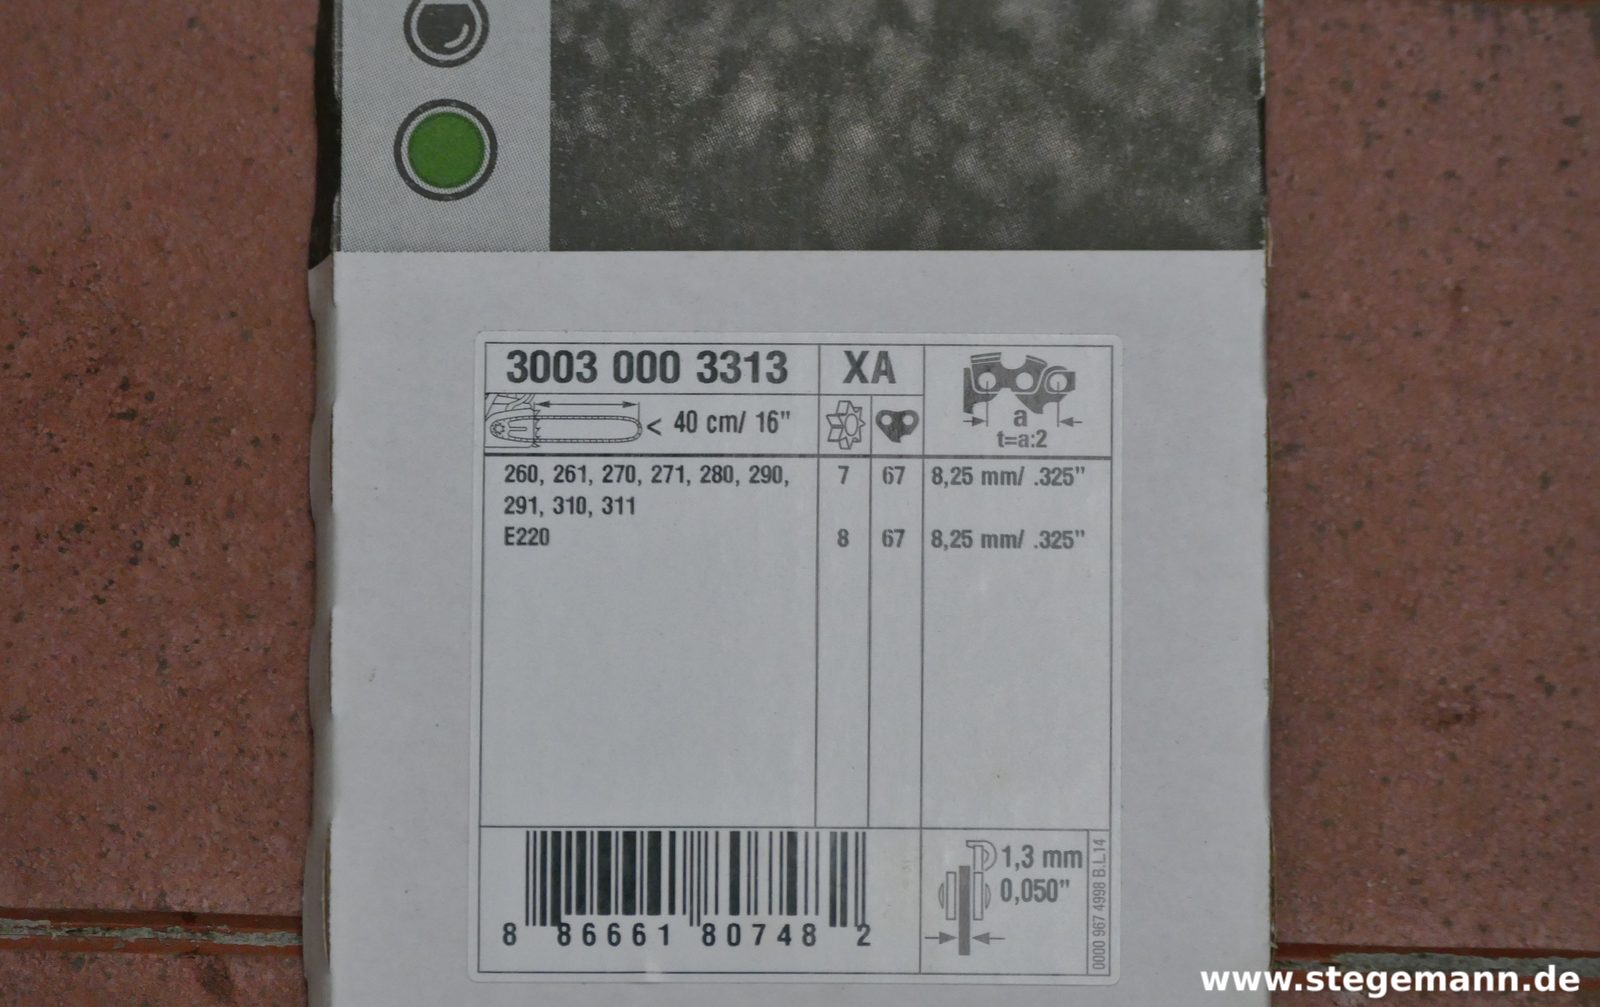 3003 000 3313 XA
< 40 cm/ 16"
a
t=a:2
260, 261, 270, 271, 280, 290, 7 67 8,25 mm/ .325"
291, 310, 311
E220 8 67 8,25 mm/ .325"
1,3 mm
0,050"
0000 967 4998 B.L14
8 86661 80748 2
www.stegemann.de